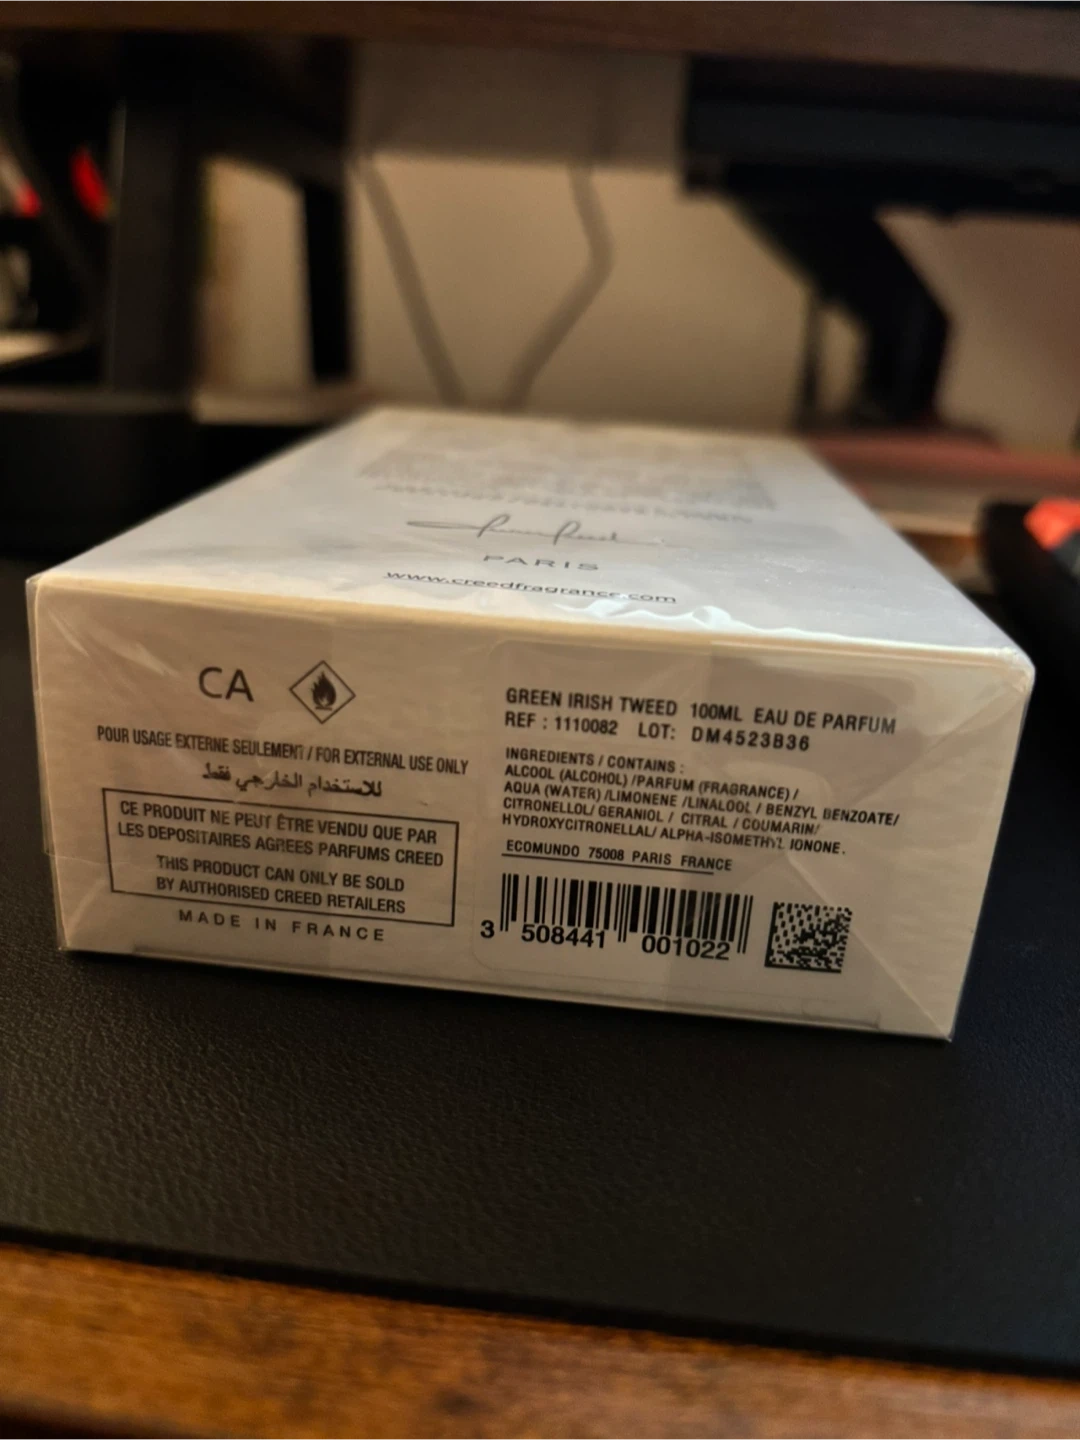 PARIS
www.creedfragrance.com
CA
POUR USAGE EXTERNE SEULEMENT / FOR EXTERNAL USE ONLY
للاستخدام الخارجي فقط
CE PRODUIT NE PEUT ÊTRE VENDU QUE PAR
LES DEPOSITAIRES AGREES PARFUMS CREED
THIS PRODUCT CAN ONLY BE SOLD
BY AUTHORISED CREED RETAILERS
MADE IN FRANCE
GREEN IRISH TWEED 100ML EAU DE PARFUM
REF : 1110082 LOT: DM4523B36
INGREDIENTS / CONTAINS :
ALCOOL (ALCOHOL) /PARFUM (FRAGRANCE) /
AQUA (WATER) /LIMONENE /LINALOOL / BENZYL BENZOATE/
CITRONELLOL/ GERANIOL / CITRAL / COUMARIN/
HYDROXYCITRONELLAL/ ALPHA-ISOMETHYL IONONE.
ECOMUNDO 75008 PARIS FRANCE
3 508441 001022